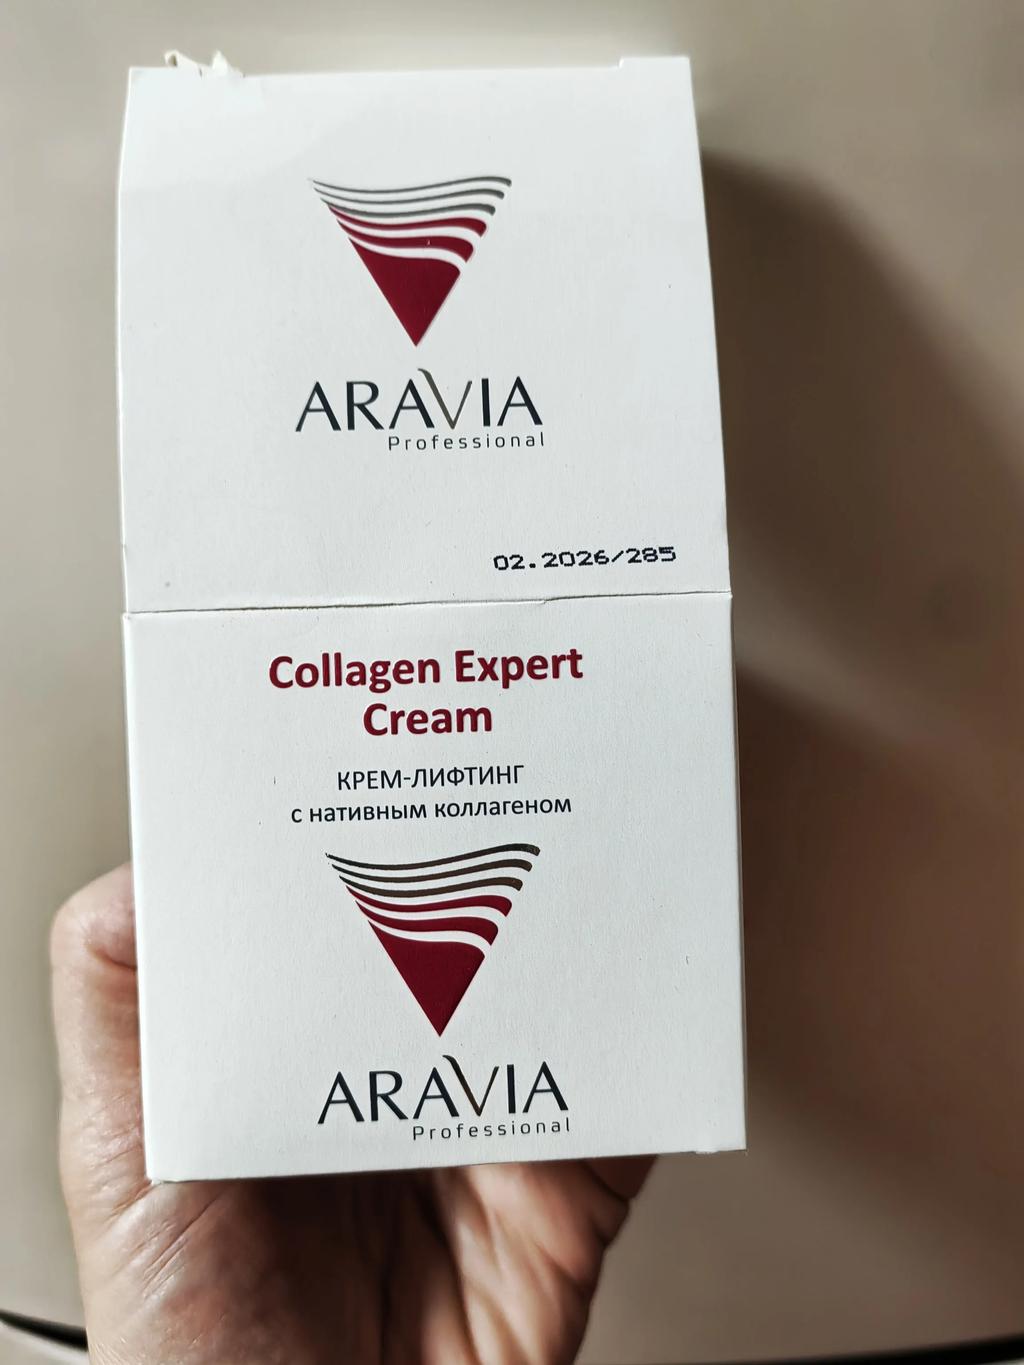 ARAVIA
Professional
02.2026/285
Collagen Expert
Cream
КРЕМ-ЛИФТИНГ
с нативным коллагеном
ARAVIA
Professional